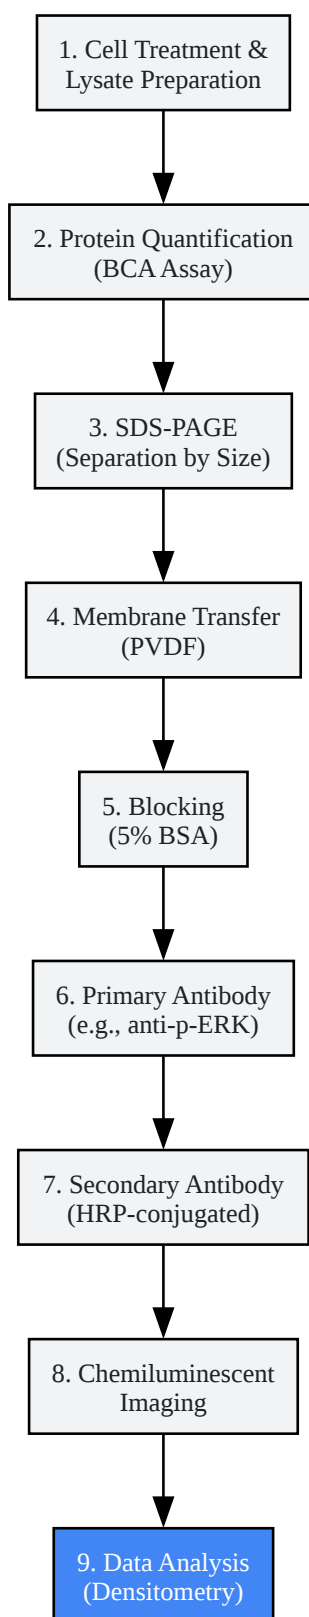 1. Cell Treatment &
Lysate Preparation
2. Protein Quantification
(BCA Assay)
3. SDS-PAGE
(Separation by Size)
4. Membrane Transfer
(PVDF)
5. Blocking
(5% BSA)
6. Primary Antibody
(e.g., anti-p-ERK)
7. Secondary Antibody
(HRP-conjugated)
8. Chemiluminescent
Imaging
9. Data Analysis
(Densitometry)